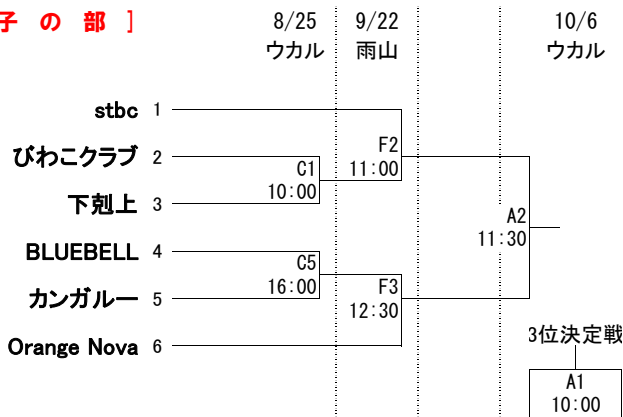 子 の 部 ］
8/25 9/22 10/6
ウカル 雨山 ウカル
stbc 1
F2
11:00
びわこクラブ 2
C1
10:00
下剋上 3
A2
11:30
BLUEBELL 4
C5
16:00
カンガルー 5
F3
12:30
Orange Nova 6
3位決定戦
A1
10:00